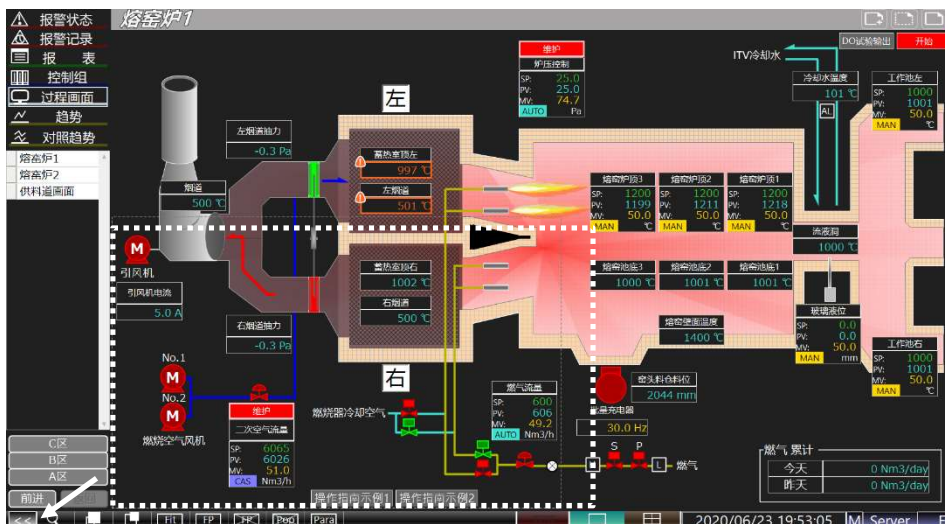 报警状态
报警记录
报 表
控制组
过程画面
趋势
对照趋势
熔窑炉1
熔窑炉2
供料道画面
C区
B区
A区
前进
<<
熔窑炉1
DO试验输出
开始
烟道
500 ℃
左烟道抽力
-0.3 Pa
左
蓄热室顶左
997 ℃
左烟道
501 ℃
维护
炉压控制
SP: 25.0
PV: 25.0
MV: 74.7
AUTO Pa
ITV冷却水
冷却水温度
101 ℃
AL
工作池左
SP: 1000
PV: 1001
MV: 50.0
MAN ℃
熔窑炉顶3
SP: 1200
PV: 1199
MV: 50.0
MAN ℃
熔窑炉顶2
SP: 1200
PV: 1211
MV: 50.0
MAN ℃
熔窑炉顶1
SP: 1200
PV: 1218
MV: 50.0
MAN ℃
流液洞
1000 ℃
M
引风机
引风机电流
5.0 A
蓄热室顶右
1002 ℃
右烟道
500 ℃
右烟道抽力
-0.3 Pa
右
熔窑池底3
1000 ℃
熔窑池底2
1001 ℃
熔窑池底1
1001 ℃
熔窑壁面温度
1400 ℃
玻璃液位
SP: 0.0
PV: 0.0
MV: 50.0
MAN mm
工作池右
SP: 1000
PV: 1001
MV: 50.0
MAN ℃
No.1
M
No.2
M
燃烧空气风机
维护
二次空气流量
SP: 6065
PV: 6026
MV: 51.0
CAS Nm3/h
燃烧器冷却空气
燃气流量
SP: 600
PV: 606
MV: 49.2
AUTO Nm3/h
窑头料仓料位
2044 mm
充电器
30.0 Hz
S P
L
燃气
燃气 累计
今天 0 Nm3/day
昨天 0 Nm3/day
操作指南示例1
操作指南示例2
Fit
FP
Para
2020/06/23 19:53:05
M Server